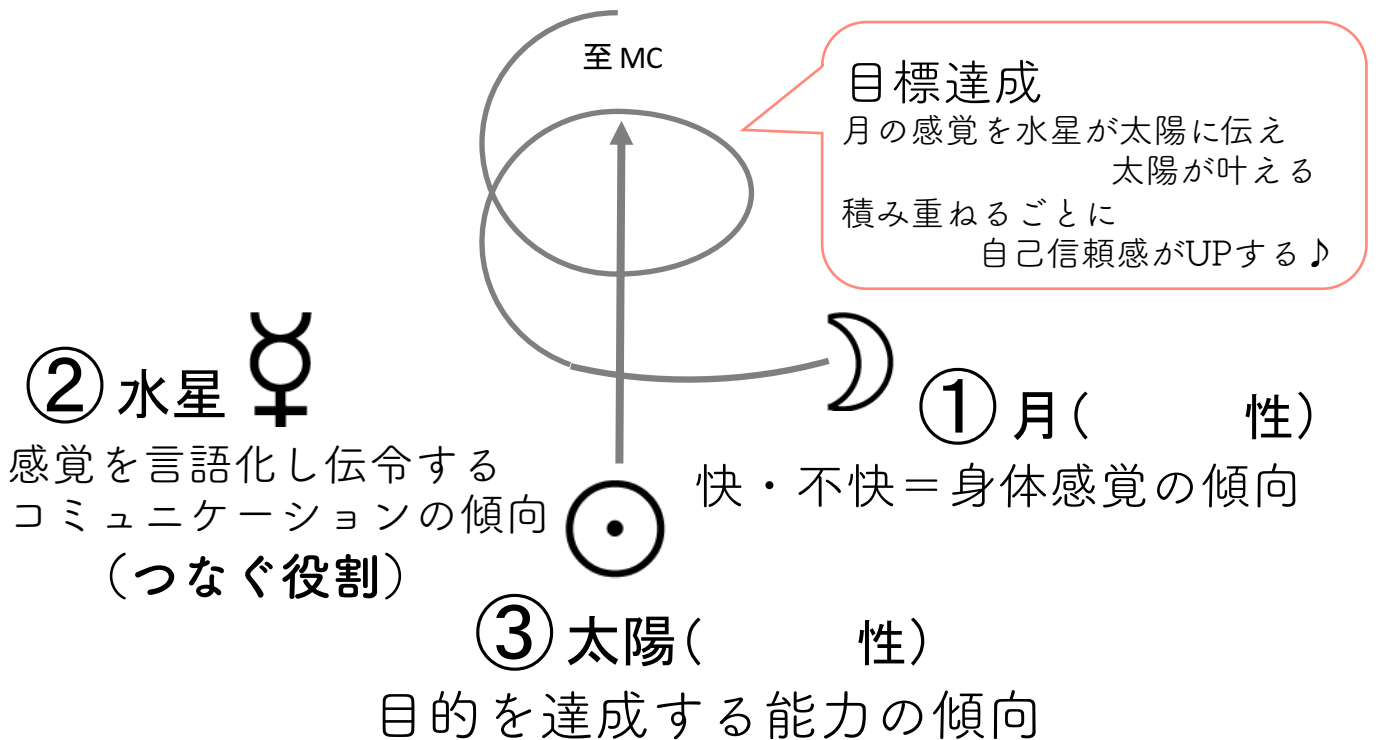 至 MC
目標達成
月の感覚を水星が太陽に伝え
太陽が叶える
積み重ねるごとに
自己信頼感がUPする♪
②水星
感覚を言語化し伝令する
コミュニケーションの傾向
（つなぐ役割）
①月（　　　性）
快・不快＝身体感覚の傾向
③太陽（　　　性）
目的を達成する能力の傾向